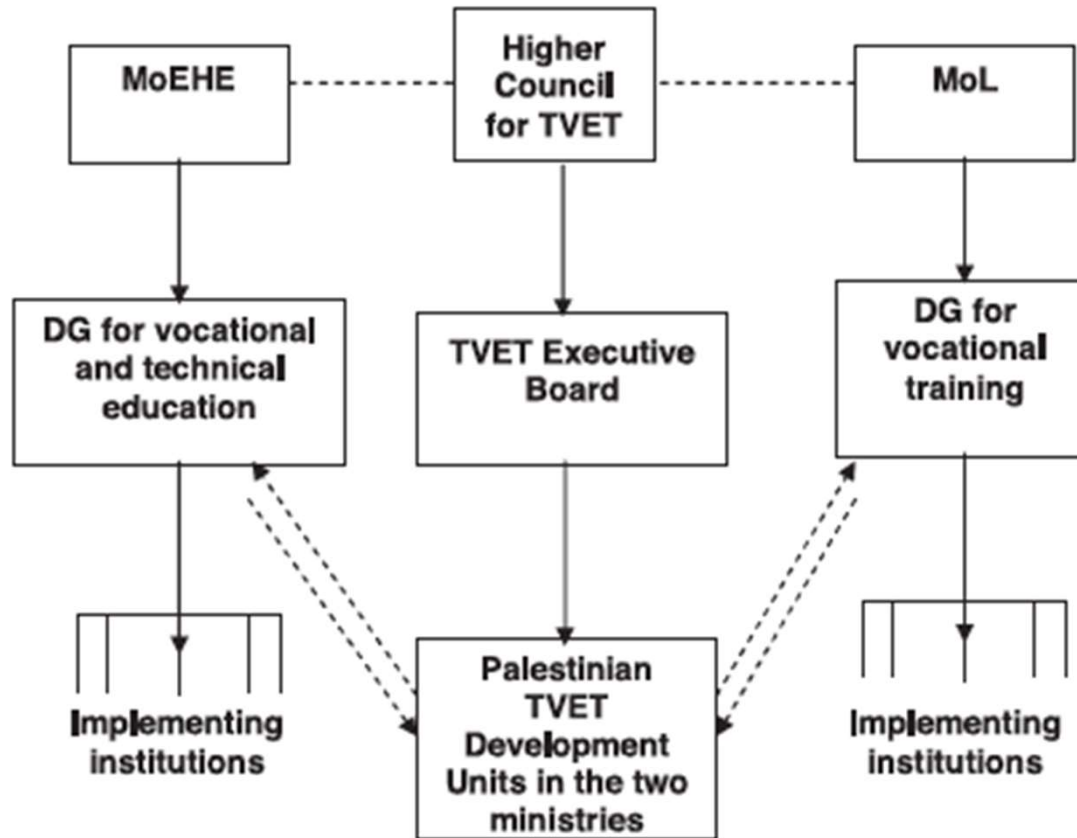 MoEHE
Higher
Council
for TVET
MoL
DG for vocational
and technical
education
TVET Executive
Board
DG for
vocational
training
Implementing
institutions
Palestinian
TVET
Development
Units in the two
ministries
Implementing
institutions